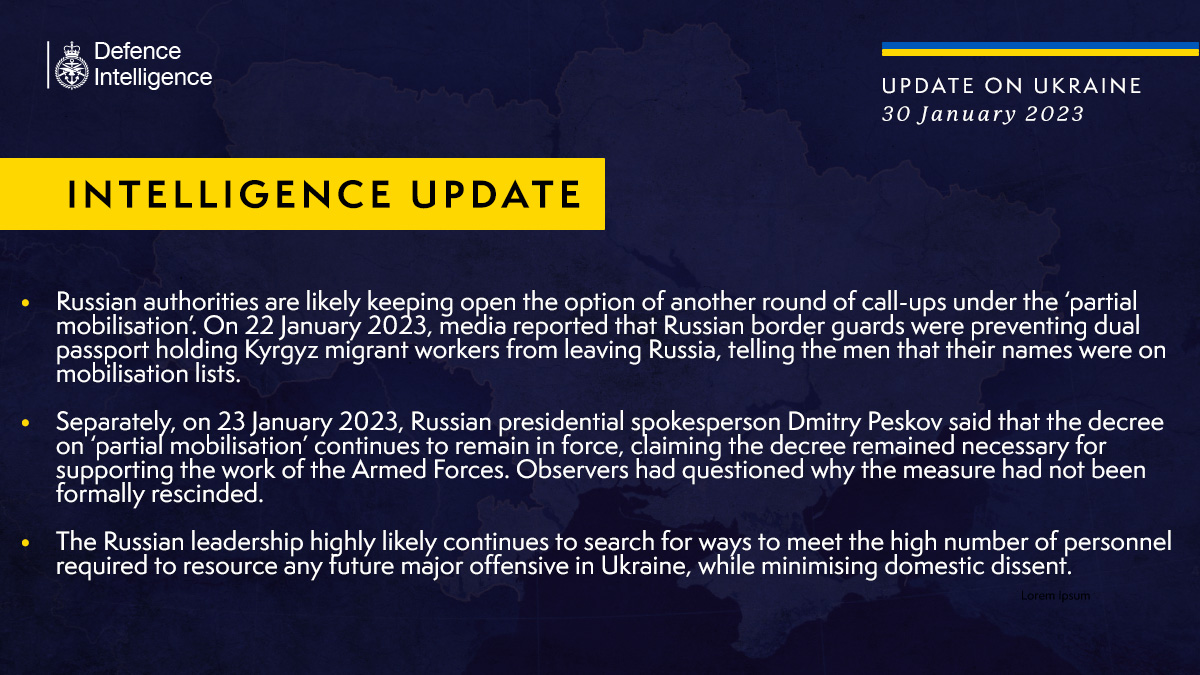 Defence
Intelligence
UPDATE ON UKRAINE
30 January 2023
INTELLIGENCE UPDATE
• Russian authorities are likely keeping open the option of another round of call-ups under the ‘partial
mobilisation’. On 22 January 2023, media reported that Russian border guards were preventing dual
passport holding Kyrgyz migrant workers from leaving Russia, telling the men that their names were on
mobilisation lists.
• Separately, on 23 January 2023, Russian presidential spokesperson Dmitry Peskov said that the decree
on ‘partial mobilisation’ continues to remain in force, claiming the decree remained necessary for
supporting the work of the Armed Forces. Observers had questioned why the measure had not been
formally rescinded.
• The Russian leadership highly likely continues to search for ways to meet the high number of personnel
required to resource any future major offensive in Ukraine, while minimising domestic dissent.
Lorem ipsum